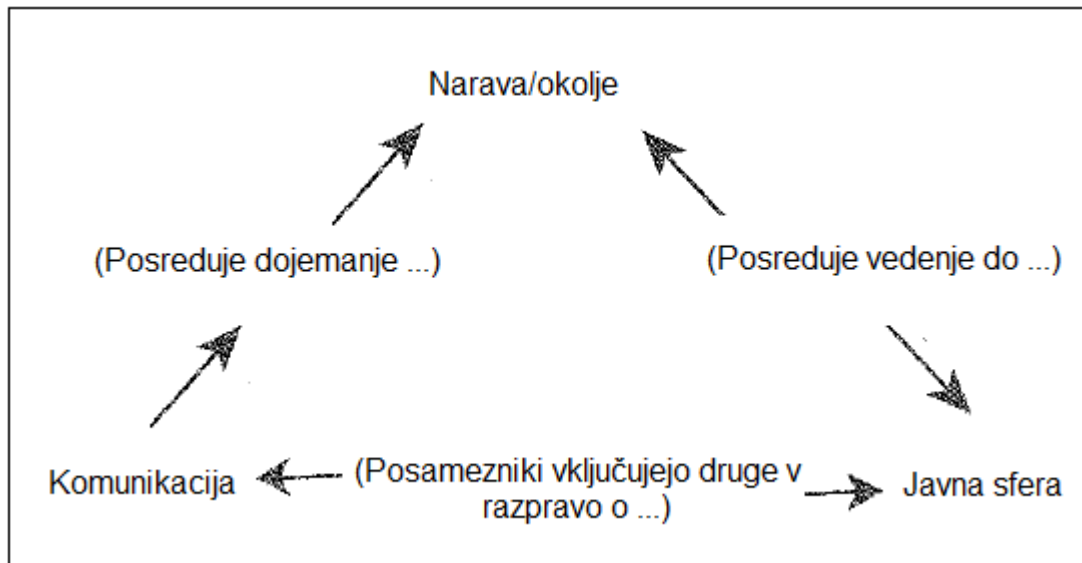 Narava/okolje
(Posreduje dojemanje ...)
(Posreduje vedenje do ...)
Komunikacija
(Posamezniki vključujejo druge v
razpravo o ...)
Javna sfera